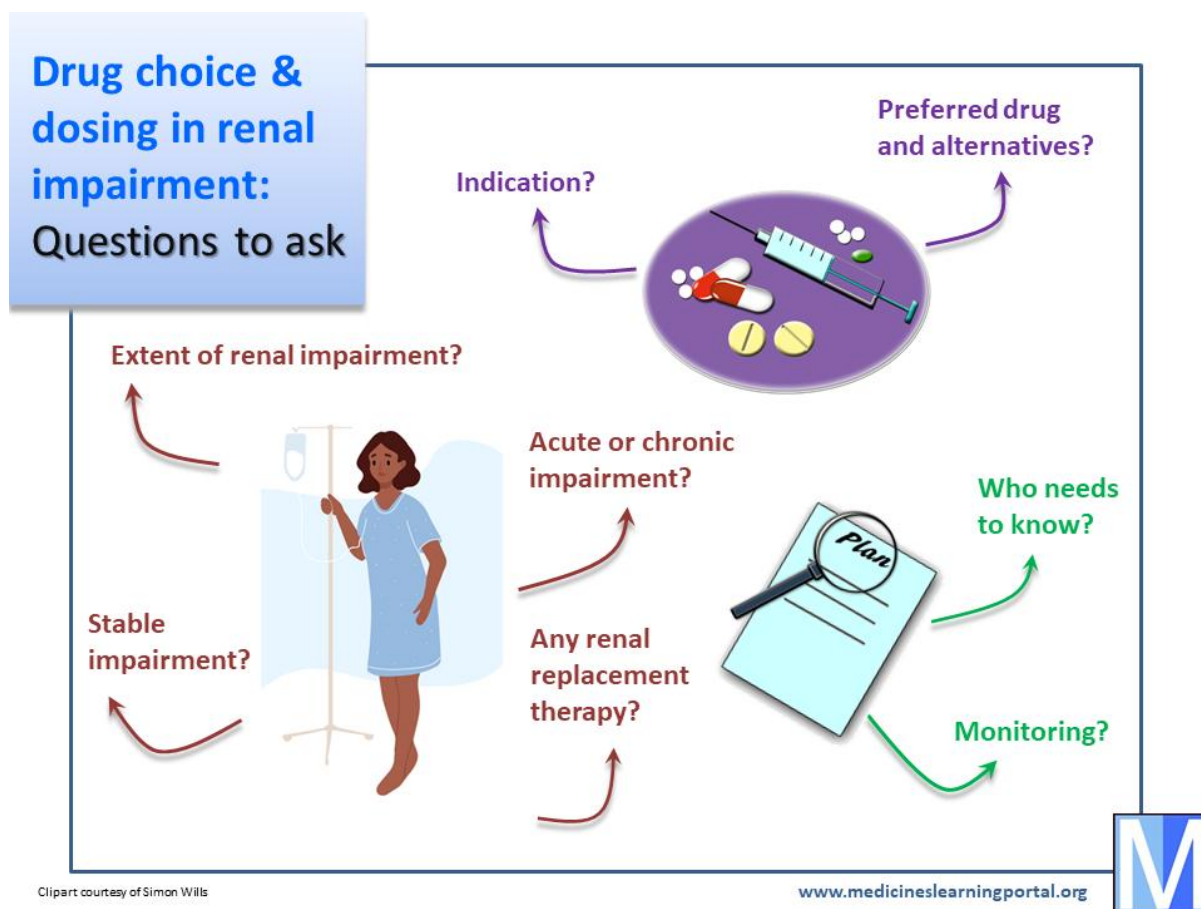 Drug choice &
dosing in renal
impairment:
Questions to ask
Preferred drug
and alternatives?
Indication?
Extent of renal impairment?
Acute or chronic
impairment?
Who needs
to know?
Plan
Stable
impairment?
Any renal
replacement
therapy?
Monitoring?
Clipart courtesy of Simon Wills
www.medicineslearningportal.org
M